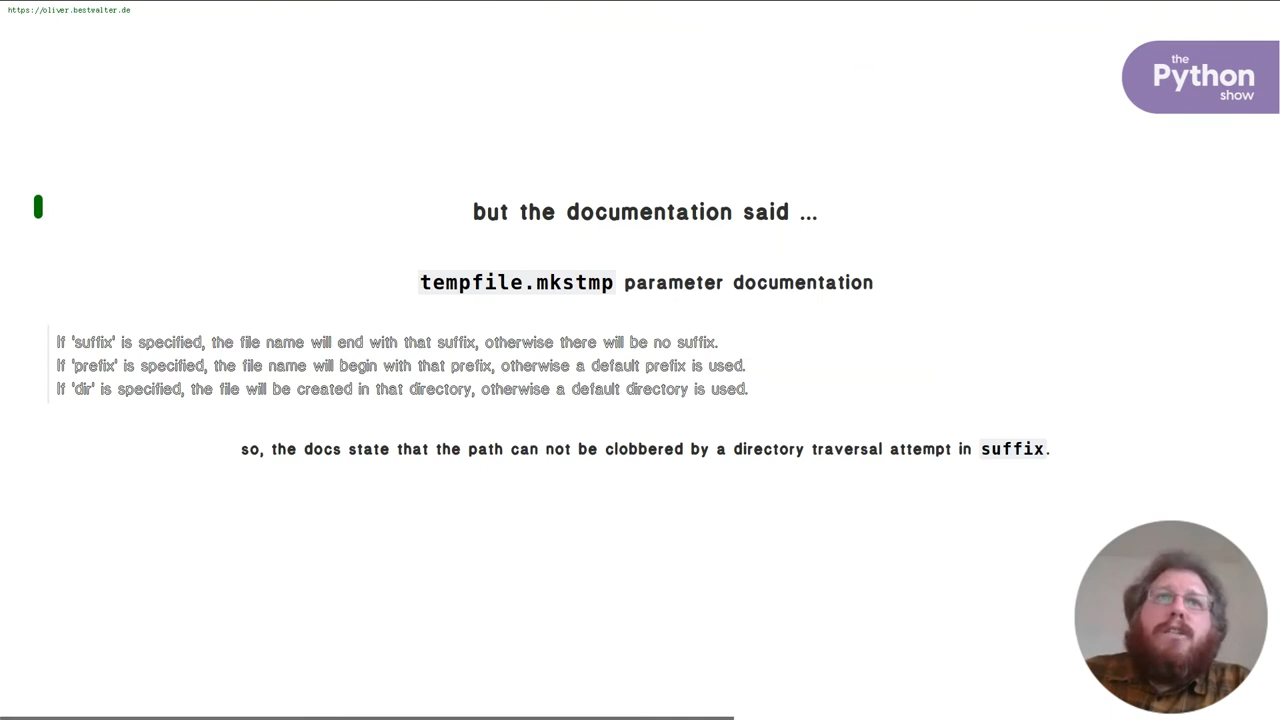 https://oliver.bestvalter.de
the
Python
show
but the documentation said ...
tempfile.mkstmp parameter documentation
If 'suffix' is specified, the file name will end with that suffix, otherwise there will be no suffix.
If 'prefix' is specified, the file name will begin with that prefix, otherwise a default prefix is used.
If 'dir' is specified, the file will be created in that directory, otherwise a default directory is used.
so, the docs state that the path can not be clobbered by a directory traversal attempt in suffix.